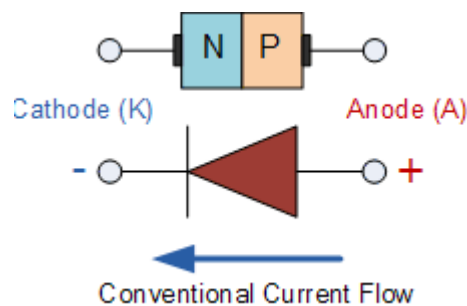 N P
Cathode (K) Anode (A)
- +
Conventional Current Flow